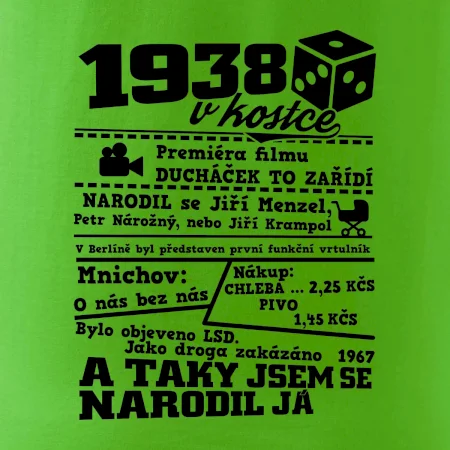 1938
v kostce
Premiéra filmu
DUCHÁČEK TO ZAŘÍDÍ
NARODIL se Jiří Menzel,
Petr Nárožný, nebo Jiří Krampol
V Berlíně byl představen první funkční vrtulník
Mnichov:
O nás bez nás
Nákup:
CHLEBA ... 2,25 KČS
PIVO
1,45 KČS
Bylo objeveno LSD.
Jako droga zakázáno 1967
A TAKY JSEM SE
NARODIL JÁ